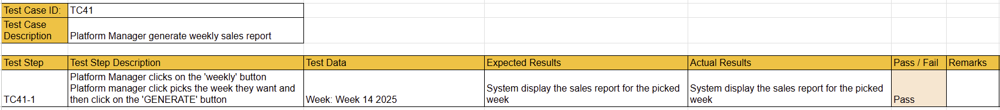 Test Case ID: TC41
Test Case
Description Platform Manager generate weekly sales report
Test Step Test Step Description Test Data Expected Results Actual Results Pass / Fail Remarks
Platform Manager clicks on the 'weekly' button
Platform manager click picks the week they want and
TC41-1 then click on the 'GENERATE' button
Week: Week 14 2025
System display the sales report for the picked
week
System display the sales report for the picked
week
Pass